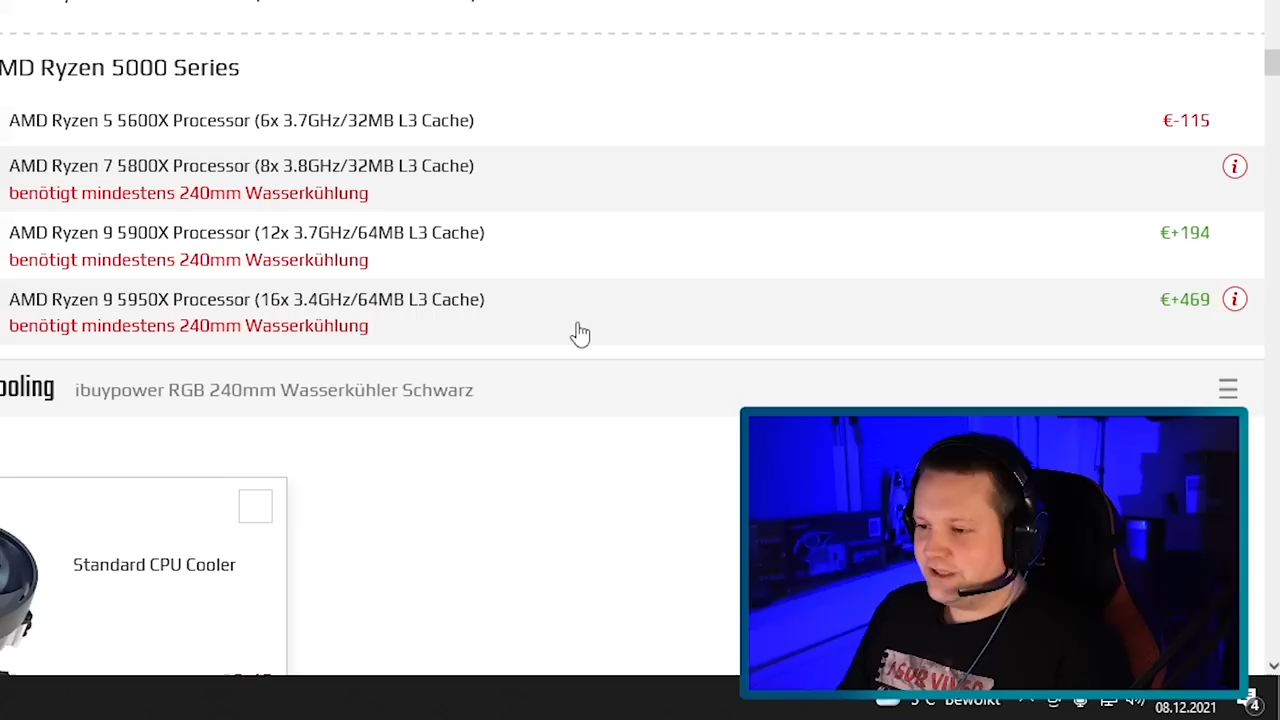 MD Ryzen 5000 Series
AMD Ryzen 5 5600X Processor (6x 3.7GHz/32MB L3 Cache) €-115
AMD Ryzen 7 5800X Processor (8x 3.8GHz/32MB L3 Cache) i
benötigt mindestens 240mm Wasserkühlung
AMD Ryzen 9 5900X Processor (12x 3.7GHz/64MB L3 Cache) €+194
benötigt mindestens 240mm Wasserkühlung
AMD Ryzen 9 5950X Processor (16x 3.4GHz/64MB L3 Cache) €+469 i
benötigt mindestens 240mm Wasserkühlung
ooling ibuypower RGB 240mm Wasserkühler Schwarz
Standard CPU Cooler
5°C Bewölkt
08.12.2021 4